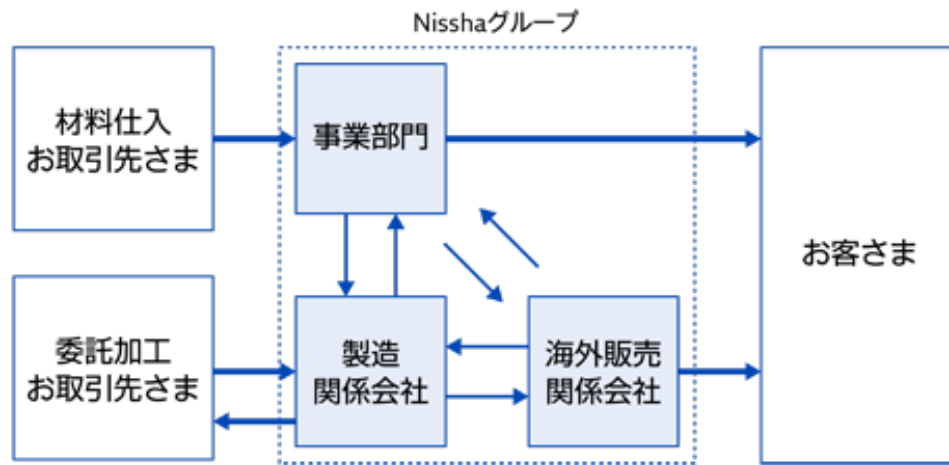 Nisshaグループ
材料仕入
お取引先さま
事業部門
お客さま
委託加工
お取引先さま
製造
関係会社
海外販売
関係会社